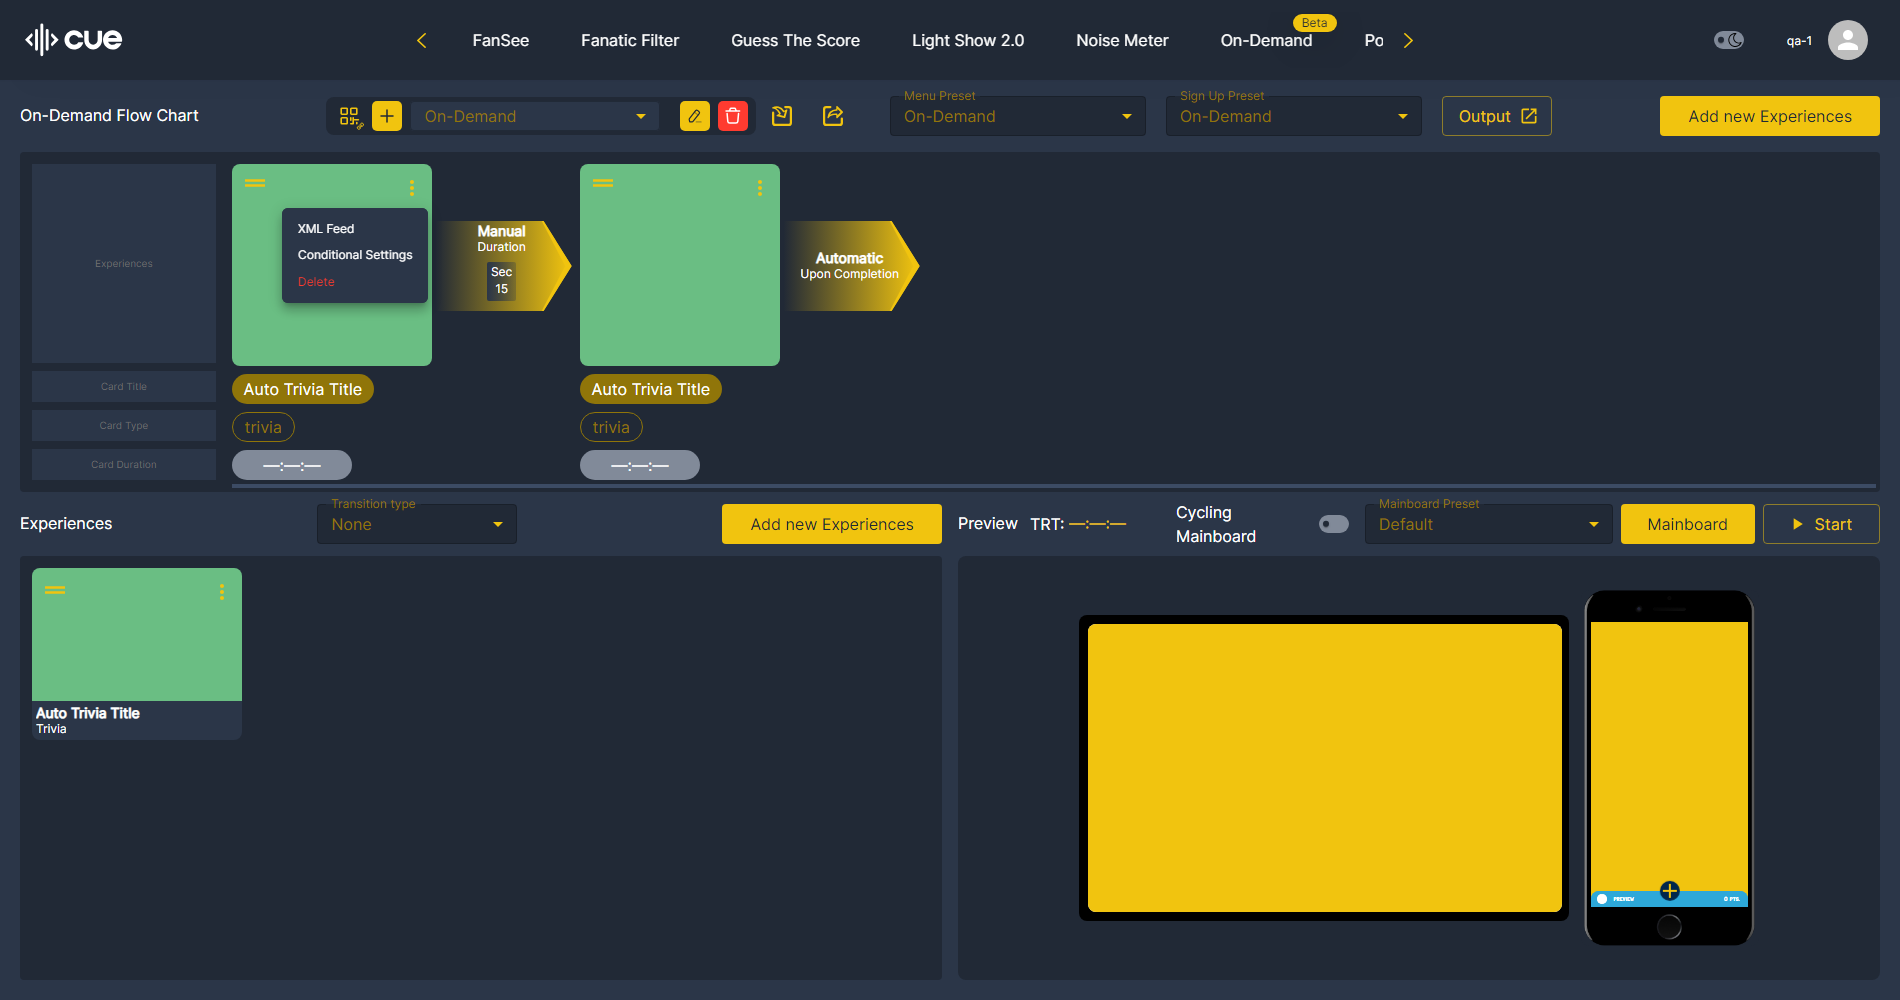 cue
FanSee
Fanatic Filter
Guess The Score
Light Show 2.0
Noise Meter
On-Demand
Beta
Po
qa-1
On-Demand Flow Chart
On-Demand
Menu Preset
On-Demand
Sign Up Preset
On-Demand
Output
Add new Experiences
Experiences
Card Title
Card Type
Card Duration
XML Feed
Conditional Settings
Delete
Manual
Duration
Sec
15
Automatic
Upon Completion
Auto Trivia Title
Auto Trivia Title
trivia
trivia
—:—:—
—:—:—
Experiences
Transition type
None
Add new Experiences
Preview
TRT: —:—:—
Cycling
Mainboard
Mainboard Preset
Default
Mainboard
Start
Auto Trivia Title
Trivia
PREVIEW
0 PTS.